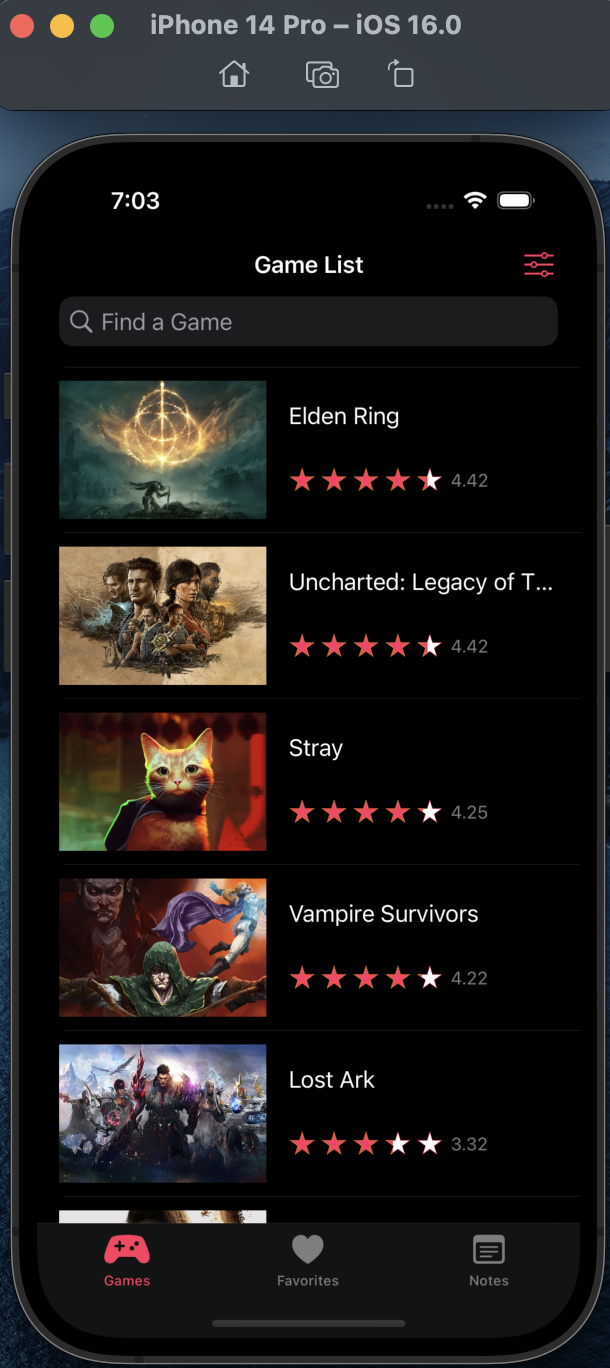 iPhone 14 Pro – iOS 16.0
7:03
Game List
Find a Game
Elden Ring
4.42
Uncharted: Legacy of T...
4.42
Stray
4.25
Vampire Survivors
4.22
Lost Ark
3.32
Games Favorites Notes